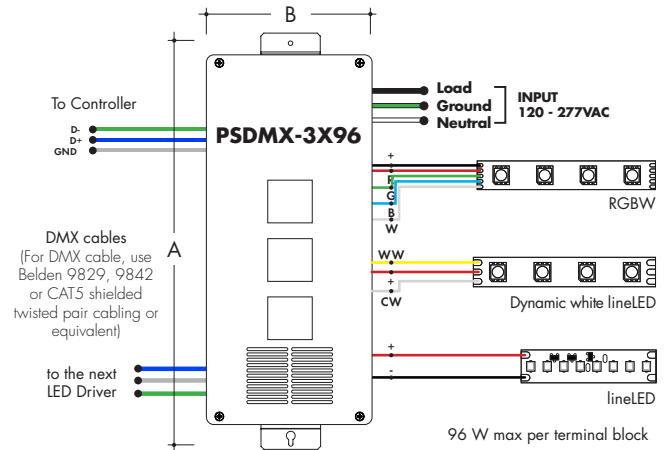 B
A
To Controller
D-
D+
GND
PSDMX-3X96
Load
Ground
Neutral
INPUT
120 - 277VAC
+
R
G
B
W
RGBW
DMX cables
(For DMX cable, use
Belden 9829, 9842
or CAT5 shielded
twisted pair cabling or
equivalent)
WW
+
CW
Dynamic white lineLED
to the next
LED Driver
+
-
lineLED
96 W max per terminal block